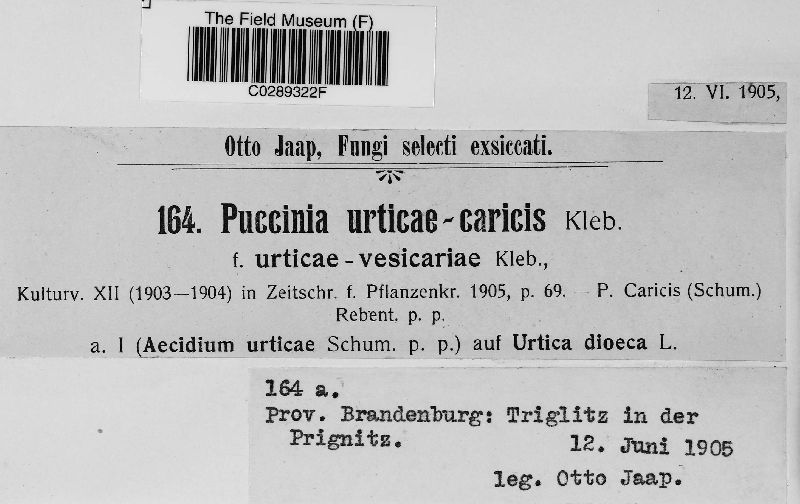 The Field Museum (F)
C0289322F
12. VI. 1905,
Otto Jaap, Fungi selecti exsiccati.
164. Puccinia urticae-caricis Kleb.
f. urticae-vesicariae Kleb.,
Kulturv. XII (1903—1904) in Zeitschr. f. Pflanzenkr. 1905, p. 69. — P. Caricis (Schum.)
Rebent. p. p.
a. I (Aecidium urticae Schum. p. p.) auf Urtica dioeca L.
164 a.
Prov. Brandenburg: Triglitz in der
Prignitz. 12. Juni 1905
leg. Otto Jaap.